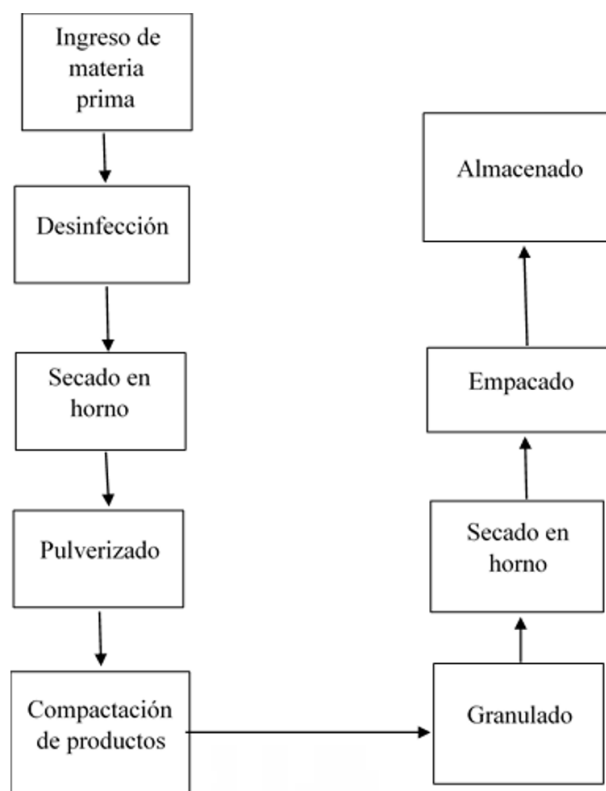 Ingreso de
materia
prima
Desinfección
Secado en
horno
Pulverizado
Compactación
de productos
Granulado
Secado en
horno
Empacado
Almacenado